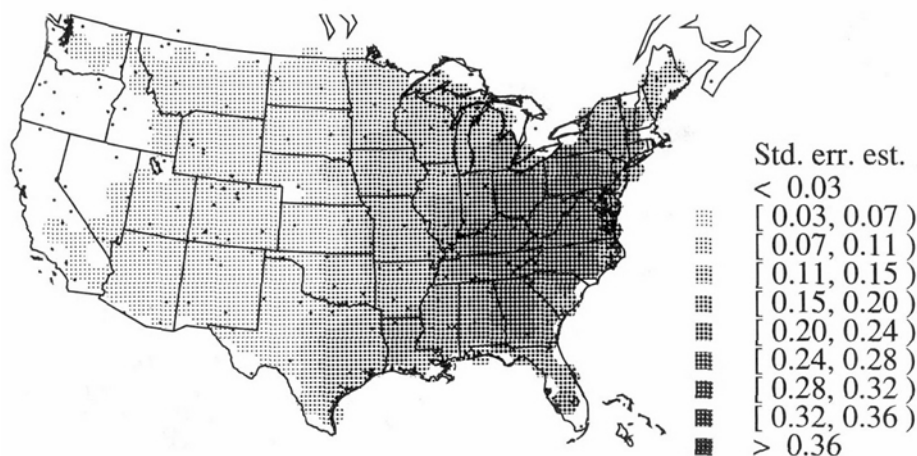 Std. err. est.
< 0.03
[ 0.03, 0.07 )
[ 0.07, 0.11 )
[ 0.11, 0.15 )
[ 0.15, 0.20 )
[ 0.20, 0.24 )
[ 0.24, 0.28 )
[ 0.28, 0.32 )
[ 0.32, 0.36 )
> 0.36